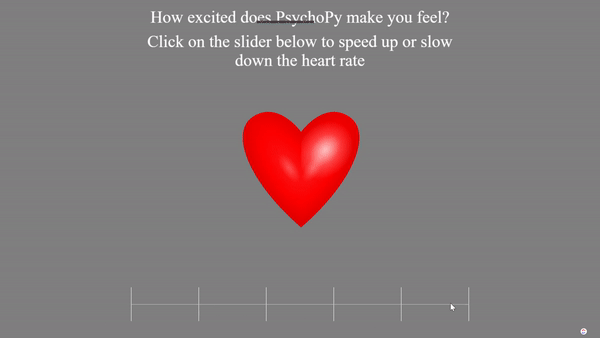 How excited does PsychoPy make you feel?
Click on the slider below to speed up or slow
down the heart rate